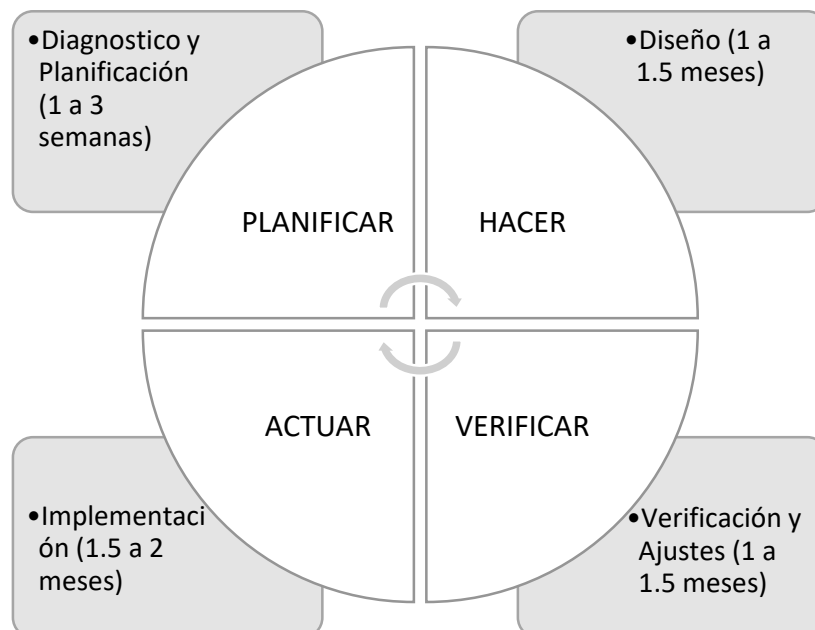 •Diagnostico y
Planificación
(1 a 3
semanas)
•Diseño (1 a
1.5 meses)
PLANIFICAR
HACER
ACTUAR
VERIFICAR
•Implementaci
ón (1.5 a 2
meses)
•Verificación y
Ajustes (1 a
1.5 meses)